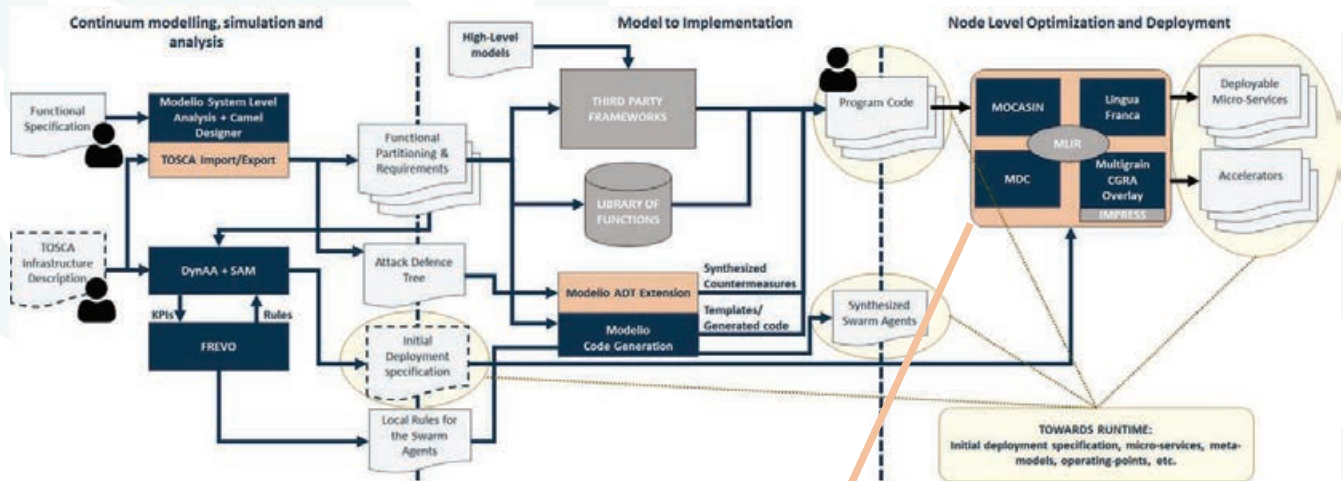 Continuum modelling, simulation and
analysis
Model to Implementation
Node Level Optimization and Deployment
High-Level
models
Functional
Specification
Modelio System Level
Analysis + Camel
Designer
TOSCA Import/Export
Functional
Partitioning &
Requirements
THIRD PARTY
FRAMEWORKS
LIBRARY OF
FUNCTIONS
Program Code
MOCASIN
Lingua
Franca
MLIR
MDC
Multigrain
CGRA
Overlay
IMPRESS
Deployable
Micro-Services
Accelerators
TOSCA
Infrastructure
Description
DynAA + SAM
KPIs
Rules
FREVO
Attack Defence
Tree
Initial
Deployment
specification
Local Rules for
the Swarm
Agents
Modelio ADT Extension
Modelio
Code Generation
Synthesized
Countermeasures
Templates/
Generated code
Synthesized
Swarm Agents
TOWARDS RUNTIME:
Initial deployment specification, micro-services, meta-
models, operating-points, etc.